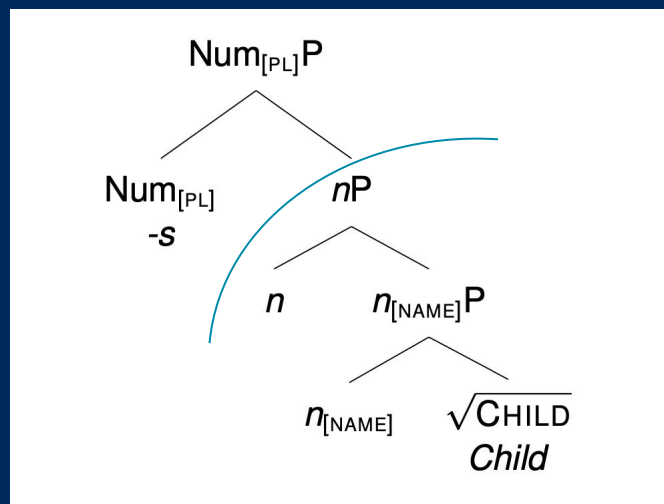 Num[PL]P
Num[PL] nP
-s
n n[NAME]P
n[NAME] √CHILD
Child